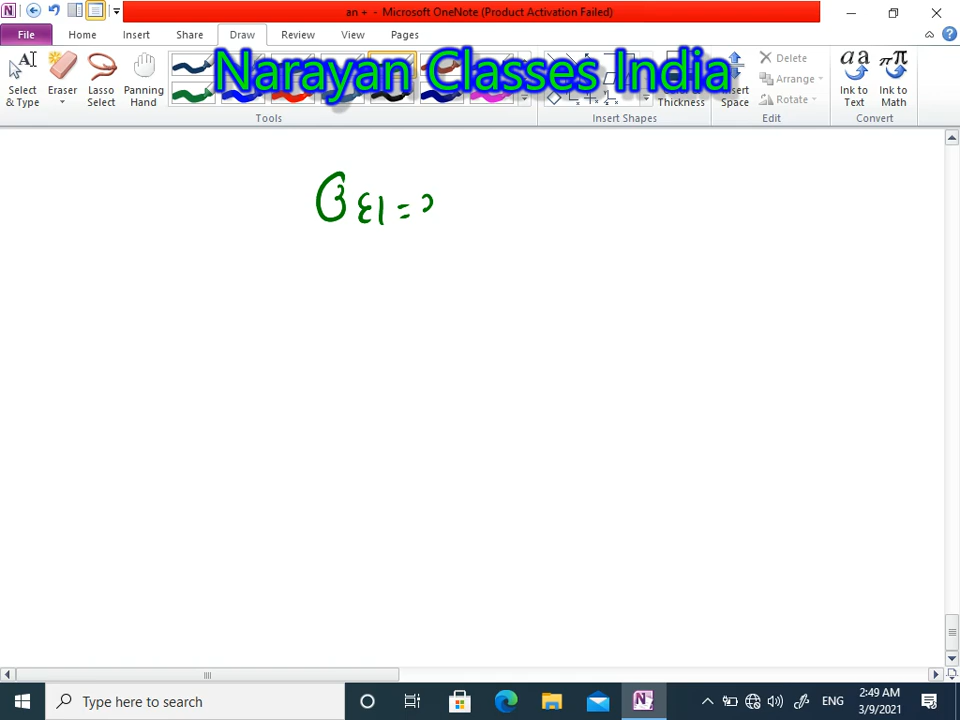 an + - Microsoft OneNote (Product Activation Failed)
File Home Insert Share Draw Review View Pages
Narayan Classes India
Select & Type
Eraser
Lasso Select
Panning Hand
Thickness
Insert Space
Delete
Arrange
Rotate
Ink to Text
Ink to Math
Tools Insert Shapes Edit Convert
Type here to search
ENG
2:49 AM
3/9/2021